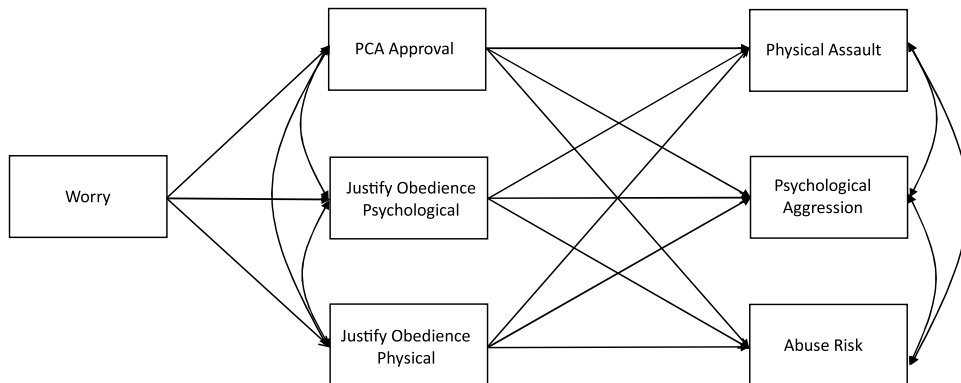 PCA Approval
Physical Assault
Worry
Justify Obedience
Psychological
Psychological
Aggression
Justify Obedience
Physical
Abuse Risk